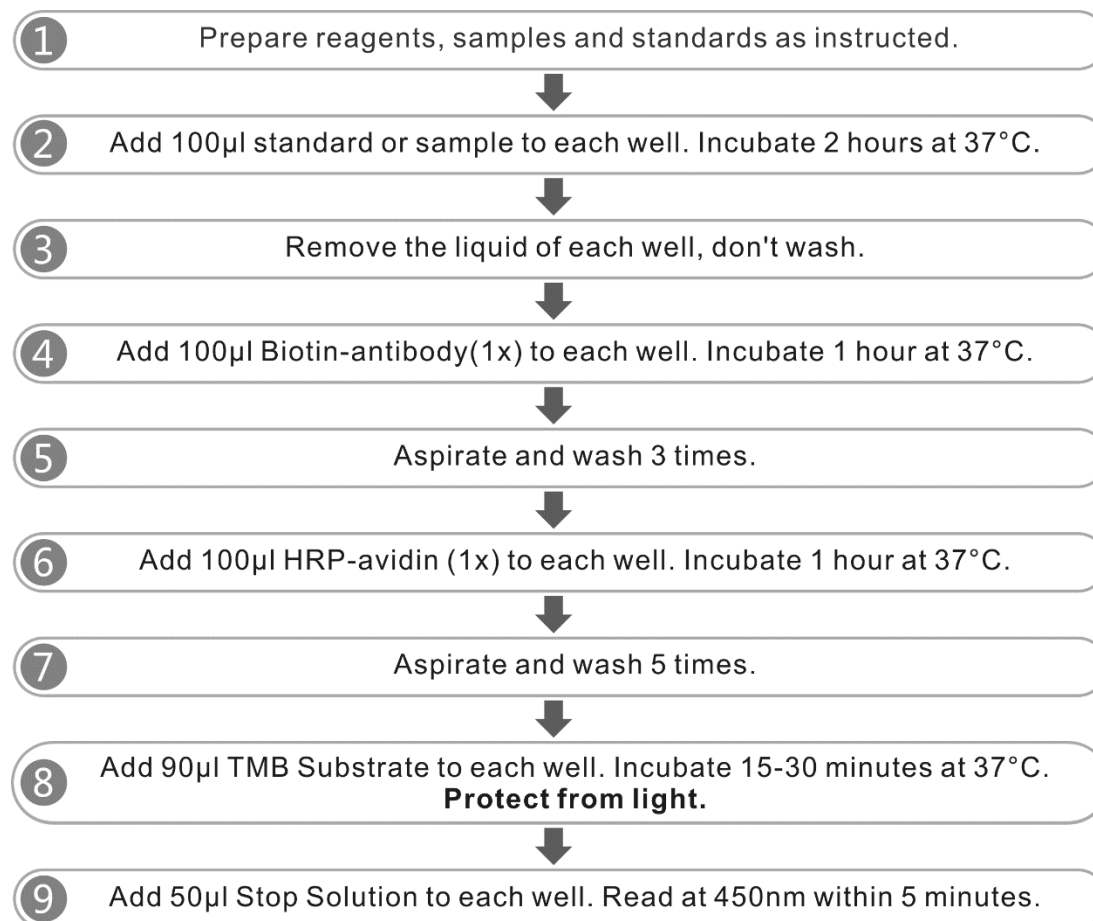 1 Prepare reagents, samples and standards as instructed.
2 Add 100µl standard or sample to each well. Incubate 2 hours at 37°C.
3 Remove the liquid of each well, don't wash.
4 Add 100µl Biotin-antibody(1x) to each well. Incubate 1 hour at 37°C.
5 Aspirate and wash 3 times.
6 Add 100µl HRP-avidin (1x) to each well. Incubate 1 hour at 37°C.
7 Aspirate and wash 5 times.
8 Add 90µl TMB Substrate to each well. Incubate 15-30 minutes at 37°C.
Protect from light.
9 Add 50µl Stop Solution to each well. Read at 450nm within 5 minutes.